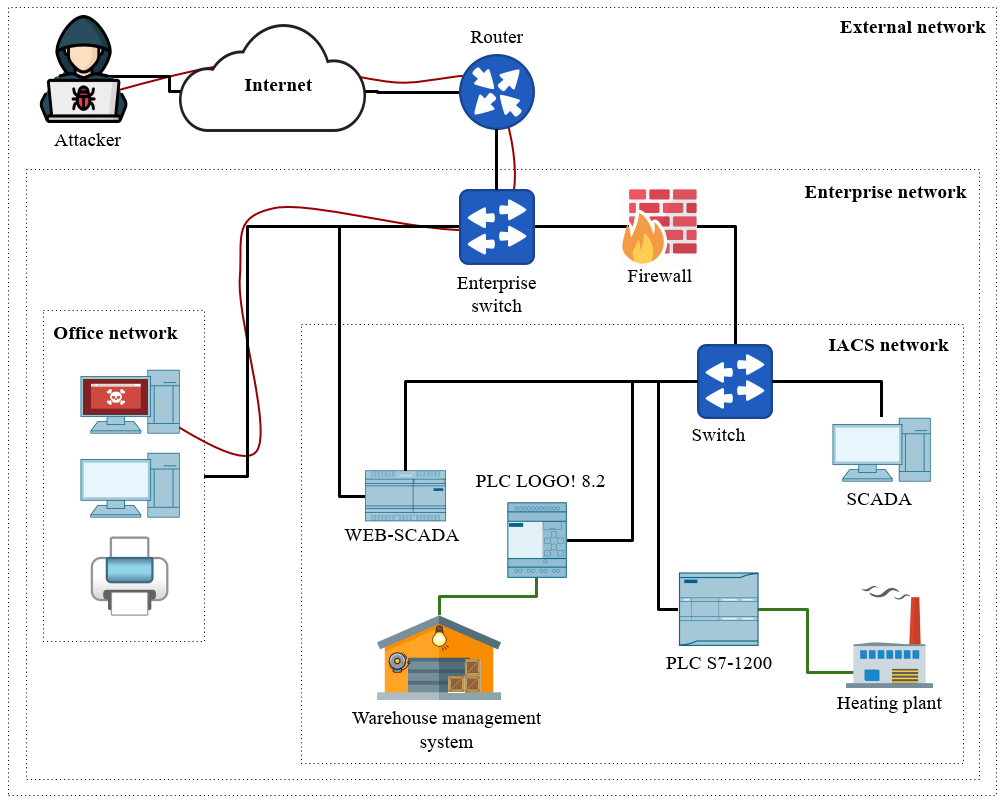 External network
Router
Internet
Attacker
Enterprise network
Enterprise
switch
Firewall
Office network
IACS network
Switch
PLC LOGO! 8.2
SCADA
WEB-SCADA
PLC S7-1200
Heating plant
Warehouse management
system